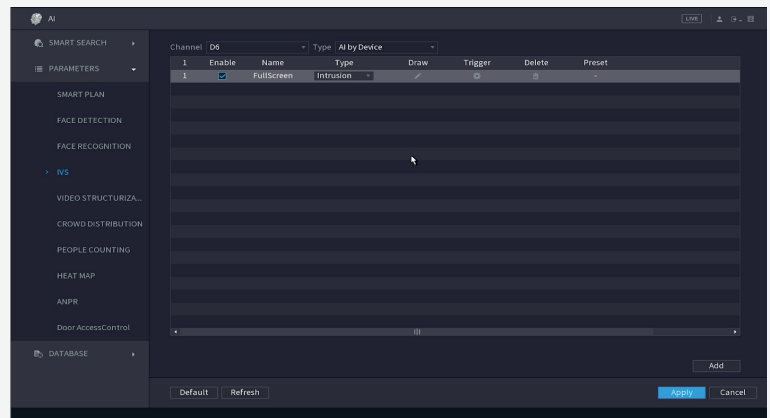 AI
LIVE
SMART SEARCH
PARAMETERS
SMART PLAN
FACE DETECTION
FACE RECOGNITION
IVS
VIDEO STRUCTURIZA...
CROWD DISTRIBUTION
PEOPLE COUNTING
HEAT MAP
ANPR
Door AccessControl
DATABASE
Channel D6 Type AI by Device
1 Enable Name Type Draw Trigger Delete Preset
1 FullScreen Intrusion -
Add
Default Refresh Apply Cancel